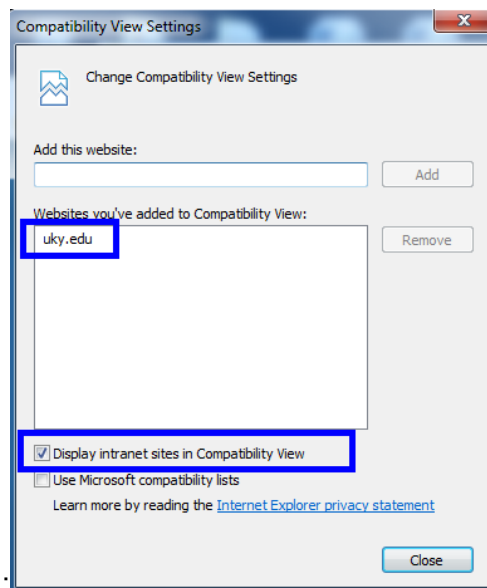 Compatibility View Settings
Change Compatibility View Settings
Add this website:
Add
Websites you've added to Compatibility View:
uky.edu
Remove
Display intranet sites in Compatibility View
Use Microsoft compatibility lists
Learn more by reading the Internet Explorer privacy statement
Close
.